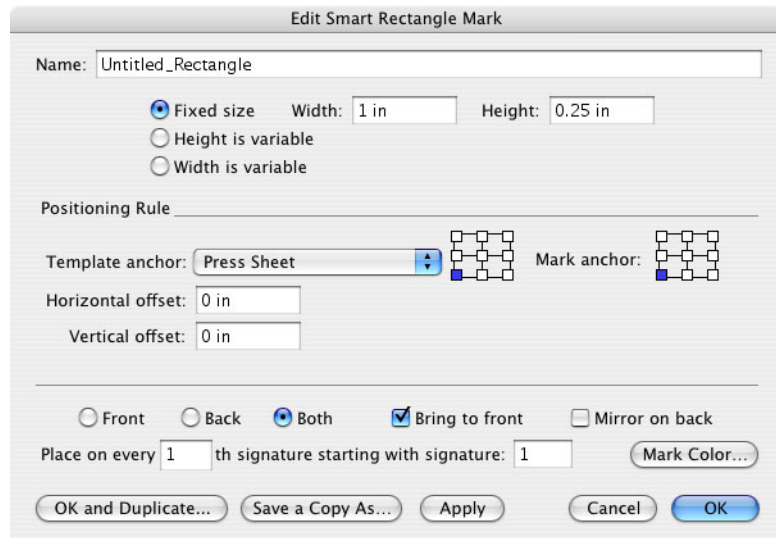 Edit Smart Rectangle Mark
Name: Untitled_Rectangle
Fixed size Width: 1 in Height: 0.25 in
Height is variable
Width is variable
Positioning Rule
Template anchor: Press Sheet Mark anchor:
Horizontal offset: 0 in
Vertical offset: 0 in
Front Back Both Bring to front Mirror on back
Place on every 1 th signature starting with signature: 1 Mark Color...
OK and Duplicate... Save a Copy As... Apply Cancel OK